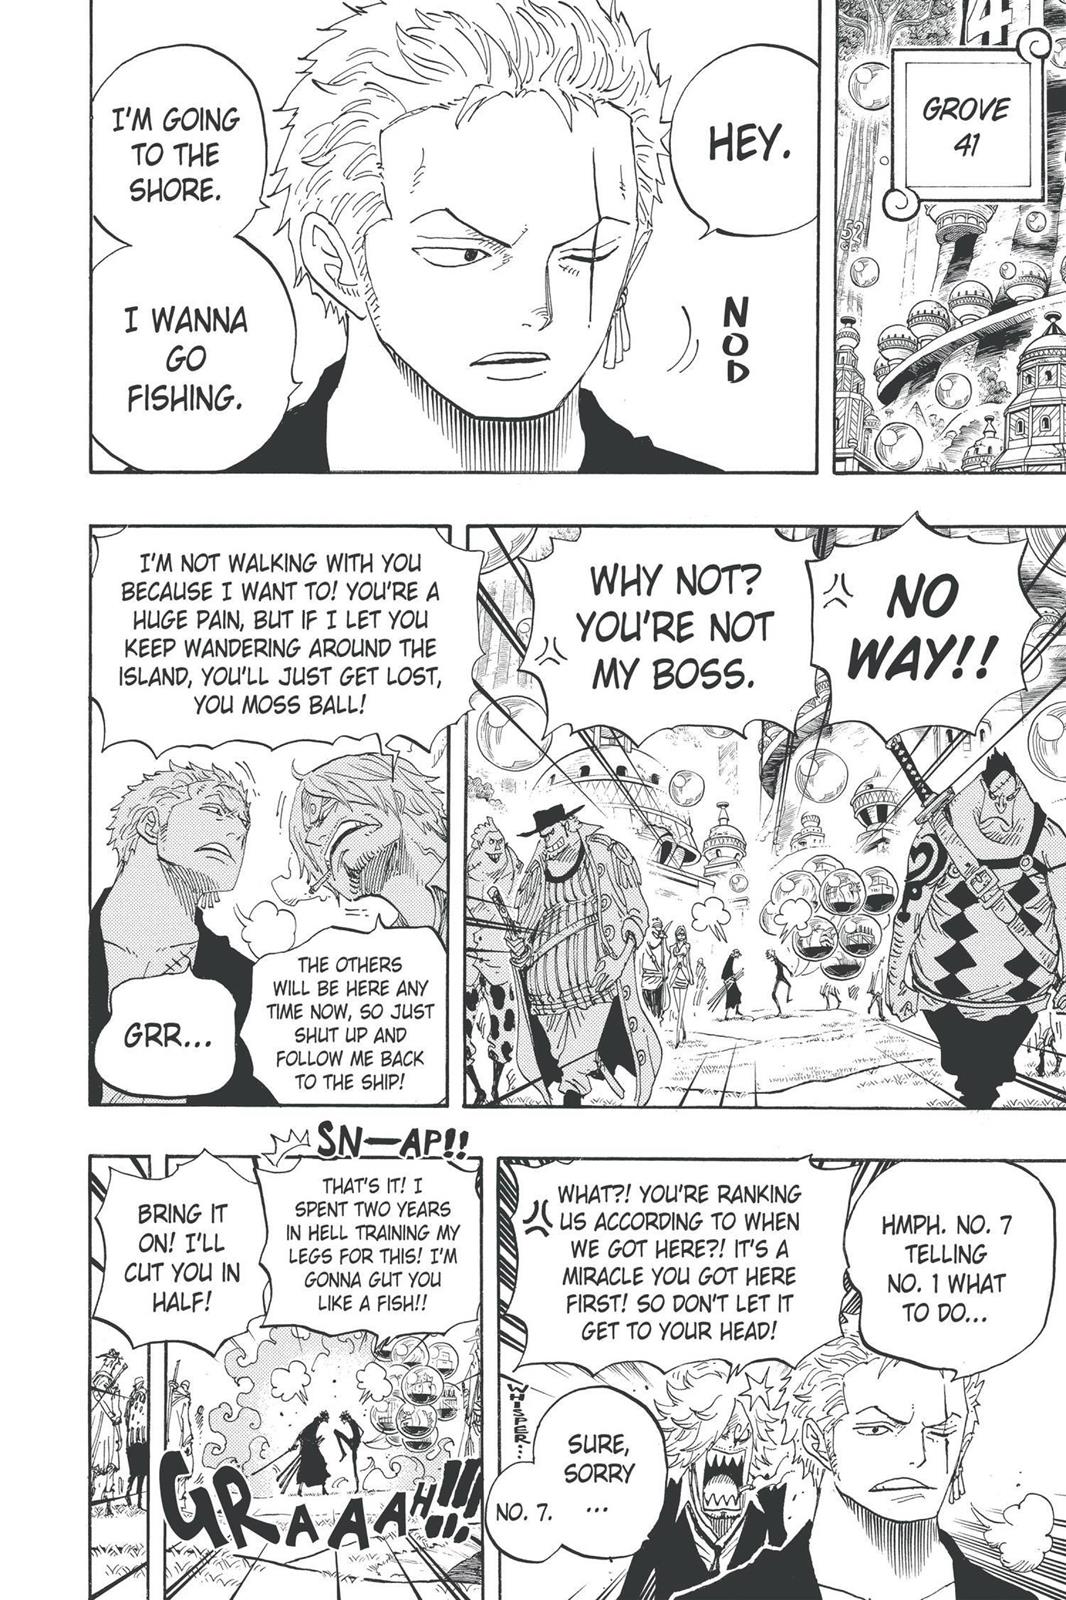 41
GROVE
41
52
HEY.
NOD
I'M GOING
TO THE
SHORE.
I WANNA
GO
FISHING.
NO
WAY!!
WHY NOT?
YOU'RE NOT
MY BOSS.
I'M NOT WALKING WITH YOU
BECAUSE I WANT TO! YOU'RE A
HUGE PAIN, BUT IF I LET YOU
KEEP WANDERING AROUND THE
ISLAND, YOU'LL JUST GET LOST,
YOU MOSS BALL!
THE OTHERS
WILL BE HERE ANY
TIME NOW, SO JUST
SHUT UP AND
FOLLOW ME BACK
TO THE SHIP!
GRR...
HMPH. NO. 7
TELLING
NO. 1 WHAT
TO DO...
WHAT?! YOU'RE RANKING
US ACCORDING TO WHEN
WE GOT HERE?! IT'S A
MIRACLE YOU GOT HERE
FIRST! SO DON'T LET IT
GET TO YOUR HEAD!
WHISPER...
SURE,
SORRY
...
NO. 7.
SN—AP!!
THAT'S IT! I
SPENT TWO YEARS
IN HELL TRAINING MY
LEGS FOR THIS! I'M
GONNA GUT YOU
LIKE A FISH!!
BRING IT
ON! I'LL
CUT YOU IN
HALF!
GRAAAAH!!!